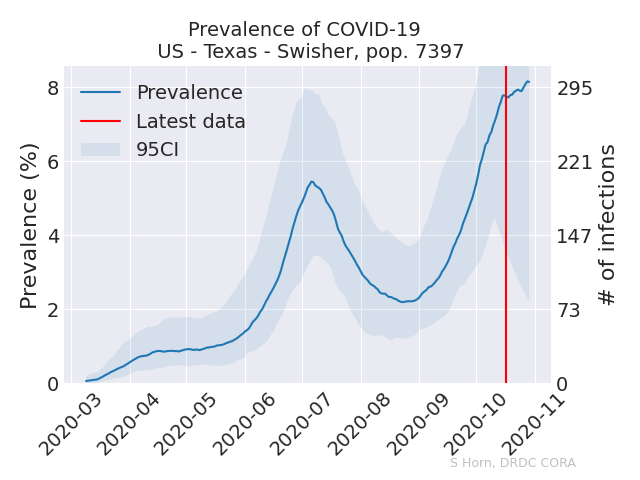 Prevalence of COVID-19
US - Texas - Swisher, pop. 7397
Prevalence
Latest data
95CI
Prevalence (%)
8
6
4
2
0
295
221
147
73
0
# of infections
2020-03
2020-04
2020-05
2020-06
2020-07
2020-08
2020-09
2020-10
2020-11
S Horn, DRDC CORA